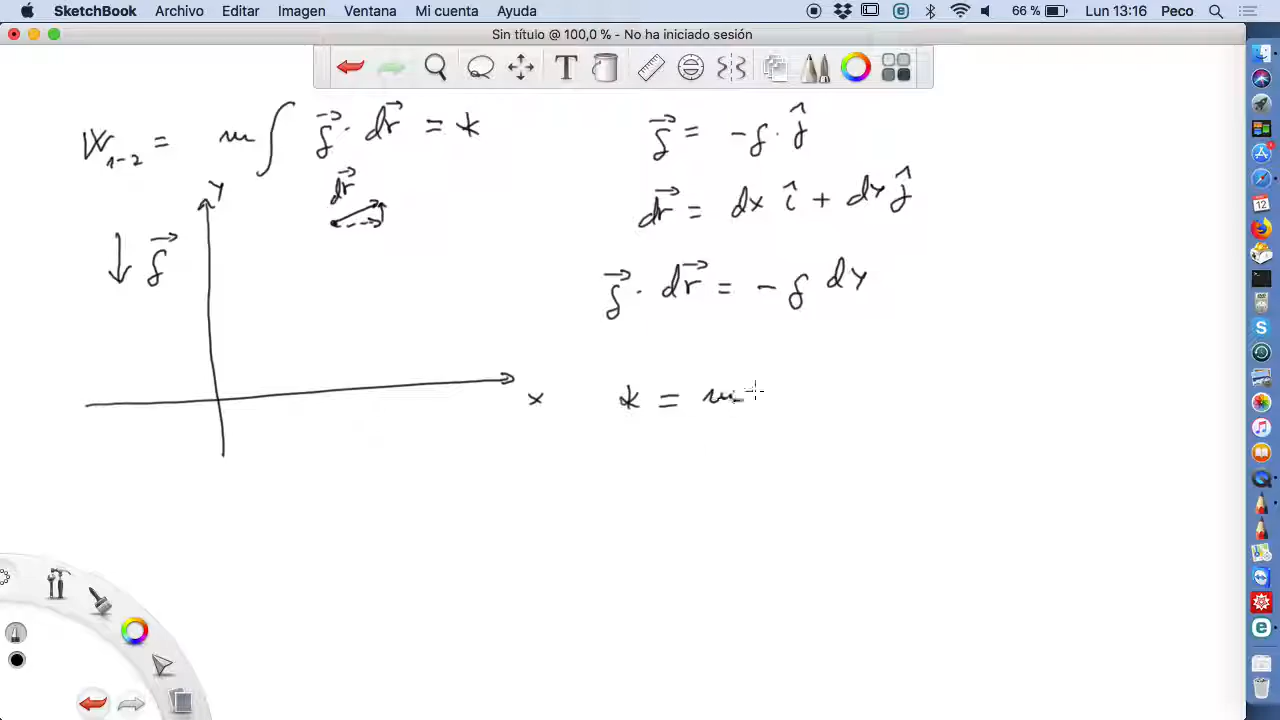 SketchBook Archivo Editar Imagen Ventana Mi cuenta Ayuda 66 % Lun 13:16 Peco
Sin título @ 100,0 % - No ha iniciado sesión
W₁₋₂ = m ∫ g⃗ · dr⃗ = *
g⃗ = -g · ĵ
dr⃗
y
dr⃗ = dx î + dy ĵ
g⃗
g⃗ · dr⃗ = - g dy
x
* = m
12